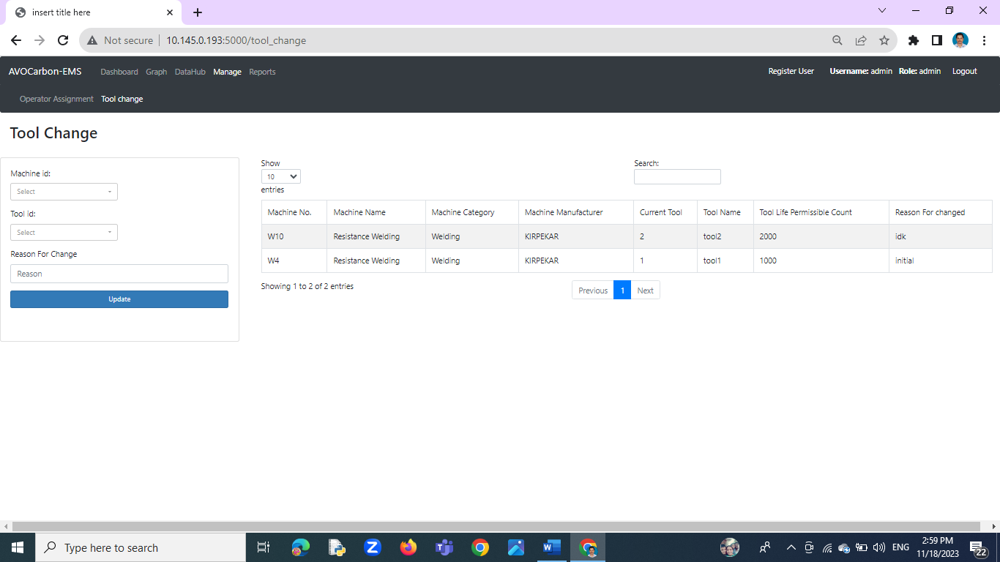 insert title here
Not secure
10.145.0.193:5000/tool_change
AVOCarbon-EMS Dashboard Graph DataHub Manage Reports Register User Username: admin Role: admin Logout
Operator Assignment Tool change
Tool Change
Machine id:
Select
Tool id:
Select
Reason For Change
Reason
Update
Show
10
entries
Search:
Machine No. Machine Name Machine Category Machine Manufacturer Current Tool Tool Name Tool Life Permissible Count Reason For changed
W10 Resistance Welding Welding KIRPEKAR 2 tool2 2000 idk
W4 Resistance Welding Welding KIRPEKAR 1 tool1 1000 initial
Showing 1 to 2 of 2 entries
Previous 1 Next
Type here to search
ENG
2:59 PM
11/18/2023
22